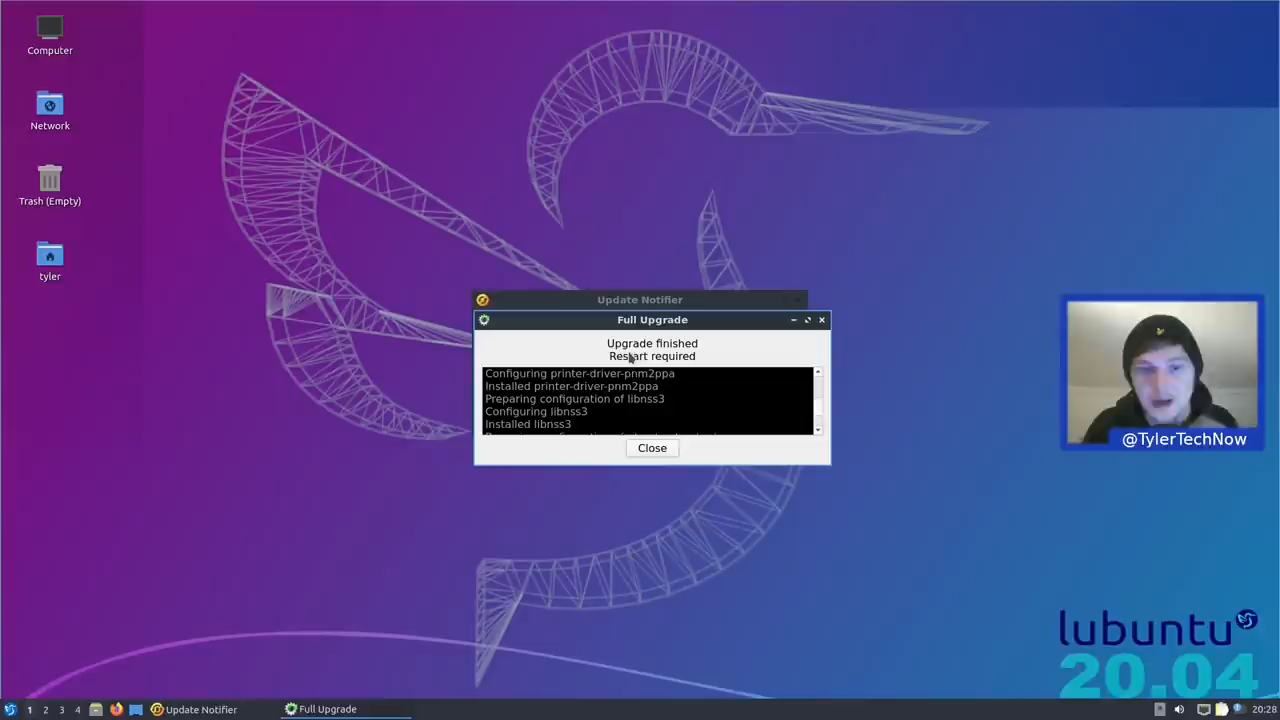 Computer
Network
Trash (Empty)
tyler
Update Notifier
Full Upgrade
Upgrade finished
Restart required
Configuring printer-driver-pnm2ppa
Installed printer-driver-pnm2ppa
Preparing configuration of libnss3
Configuring libnss3
Installed libnss3
Close
@TylerTechNow
lubuntu
20.04
1 2 3 4
Update Notifier
Full Upgrade
20:28